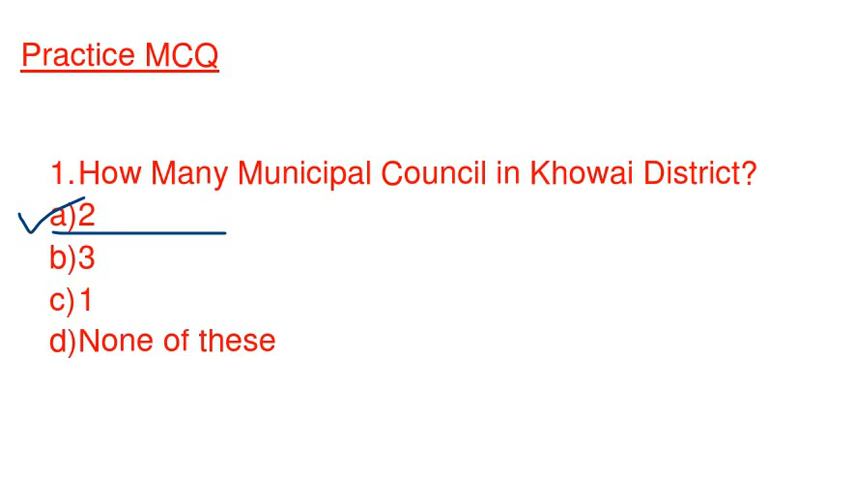 Practice MCQ
1.How Many Municipal Council in Khowai District?
a)2
b)3
c)1
d)None of these